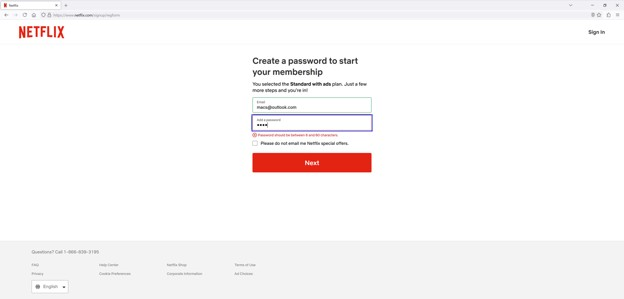 Netflix
https://www.netflix.com/signup/regform
NETFLIX
Sign In
Create a password to start
your membership
You selected the Standard with ads plan. Just a few
more steps and you're in!
Email
macs@outlook.com
Add a password
••••
Password should be between 6 and 60 characters.
Please do not email me Netflix special offers.
Next
Questions? Call 1-866-839-3195
FAQ
Help Center
Netflix Shop
Terms of Use
Privacy
Cookie Preferences
Corporate Information
Ad Choices
English